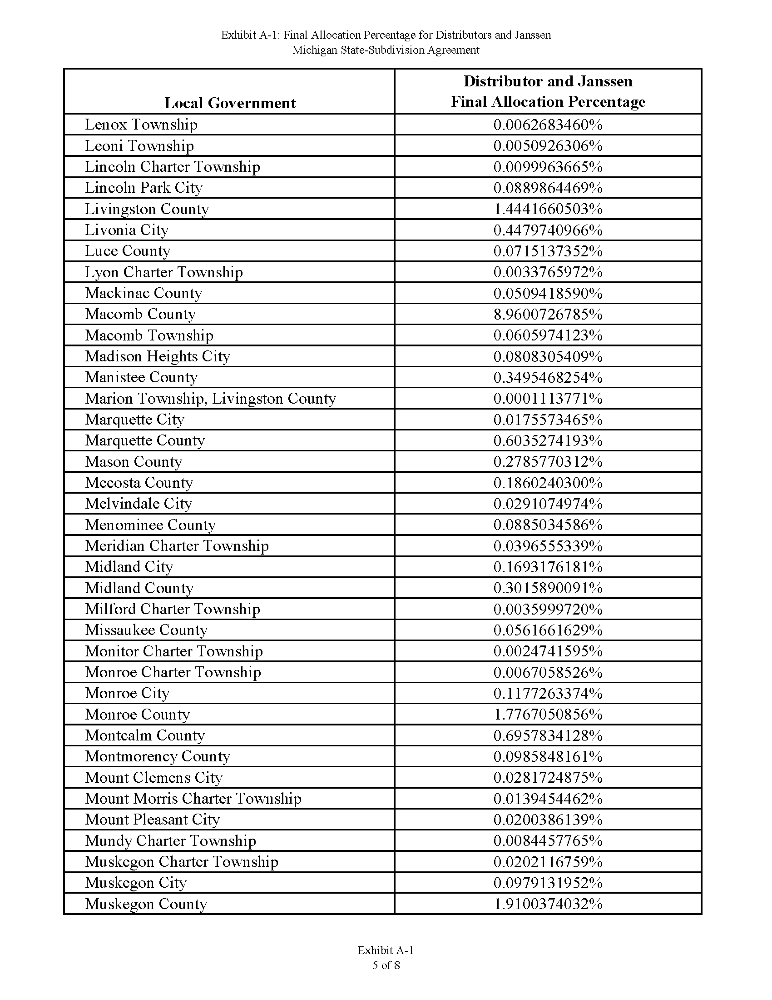 Exhibit A-1: Final Allocation Percentage for Distributors and Janssen
Michigan State-Subdivision Agreement
Local Government
Distributor and Janssen
Final Allocation Percentage
Lenox Township 0.0062683460%
Leoni Township 0.0050926306%
Lincoln Charter Township 0.0099963665%
Lincoln Park City 0.0889864469%
Livingston County 1.4441660503%
Livonia City 0.4479740966%
Luce County 0.0715137352%
Lyon Charter Township 0.0033765972%
Mackinac County 0.0509418590%
Macomb County 8.9600726785%
Macomb Township 0.0605974123%
Madison Heights City 0.0808305409%
Manistee County 0.3495468254%
Marion Township, Livingston County 0.0001113771%
Marquette City 0.0175573465%
Marquette County 0.6035274193%
Mason County 0.2785770312%
Mecosta County 0.1860240300%
Melvindale City 0.0291074974%
Menominee County 0.0885034586%
Meridian Charter Township 0.0396555339%
Midland City 0.1693176181%
Midland County 0.3015890091%
Milford Charter Township 0.0035999720%
Missaukee County 0.0561661629%
Monitor Charter Township 0.0024741595%
Monroe Charter Township 0.0067058526%
Monroe City 0.1177263374%
Monroe County 1.7767050856%
Montcalm County 0.6957834128%
Montmorency County 0.0985848161%
Mount Clemens City 0.0281724875%
Mount Morris Charter Township 0.0139454462%
Mount Pleasant City 0.0200386139%
Mundy Charter Township 0.0084457765%
Muskegon Charter Township 0.0202116759%
Muskegon City 0.0979131952%
Muskegon County 1.9100374032%
Exhibit A-1
5 of 8